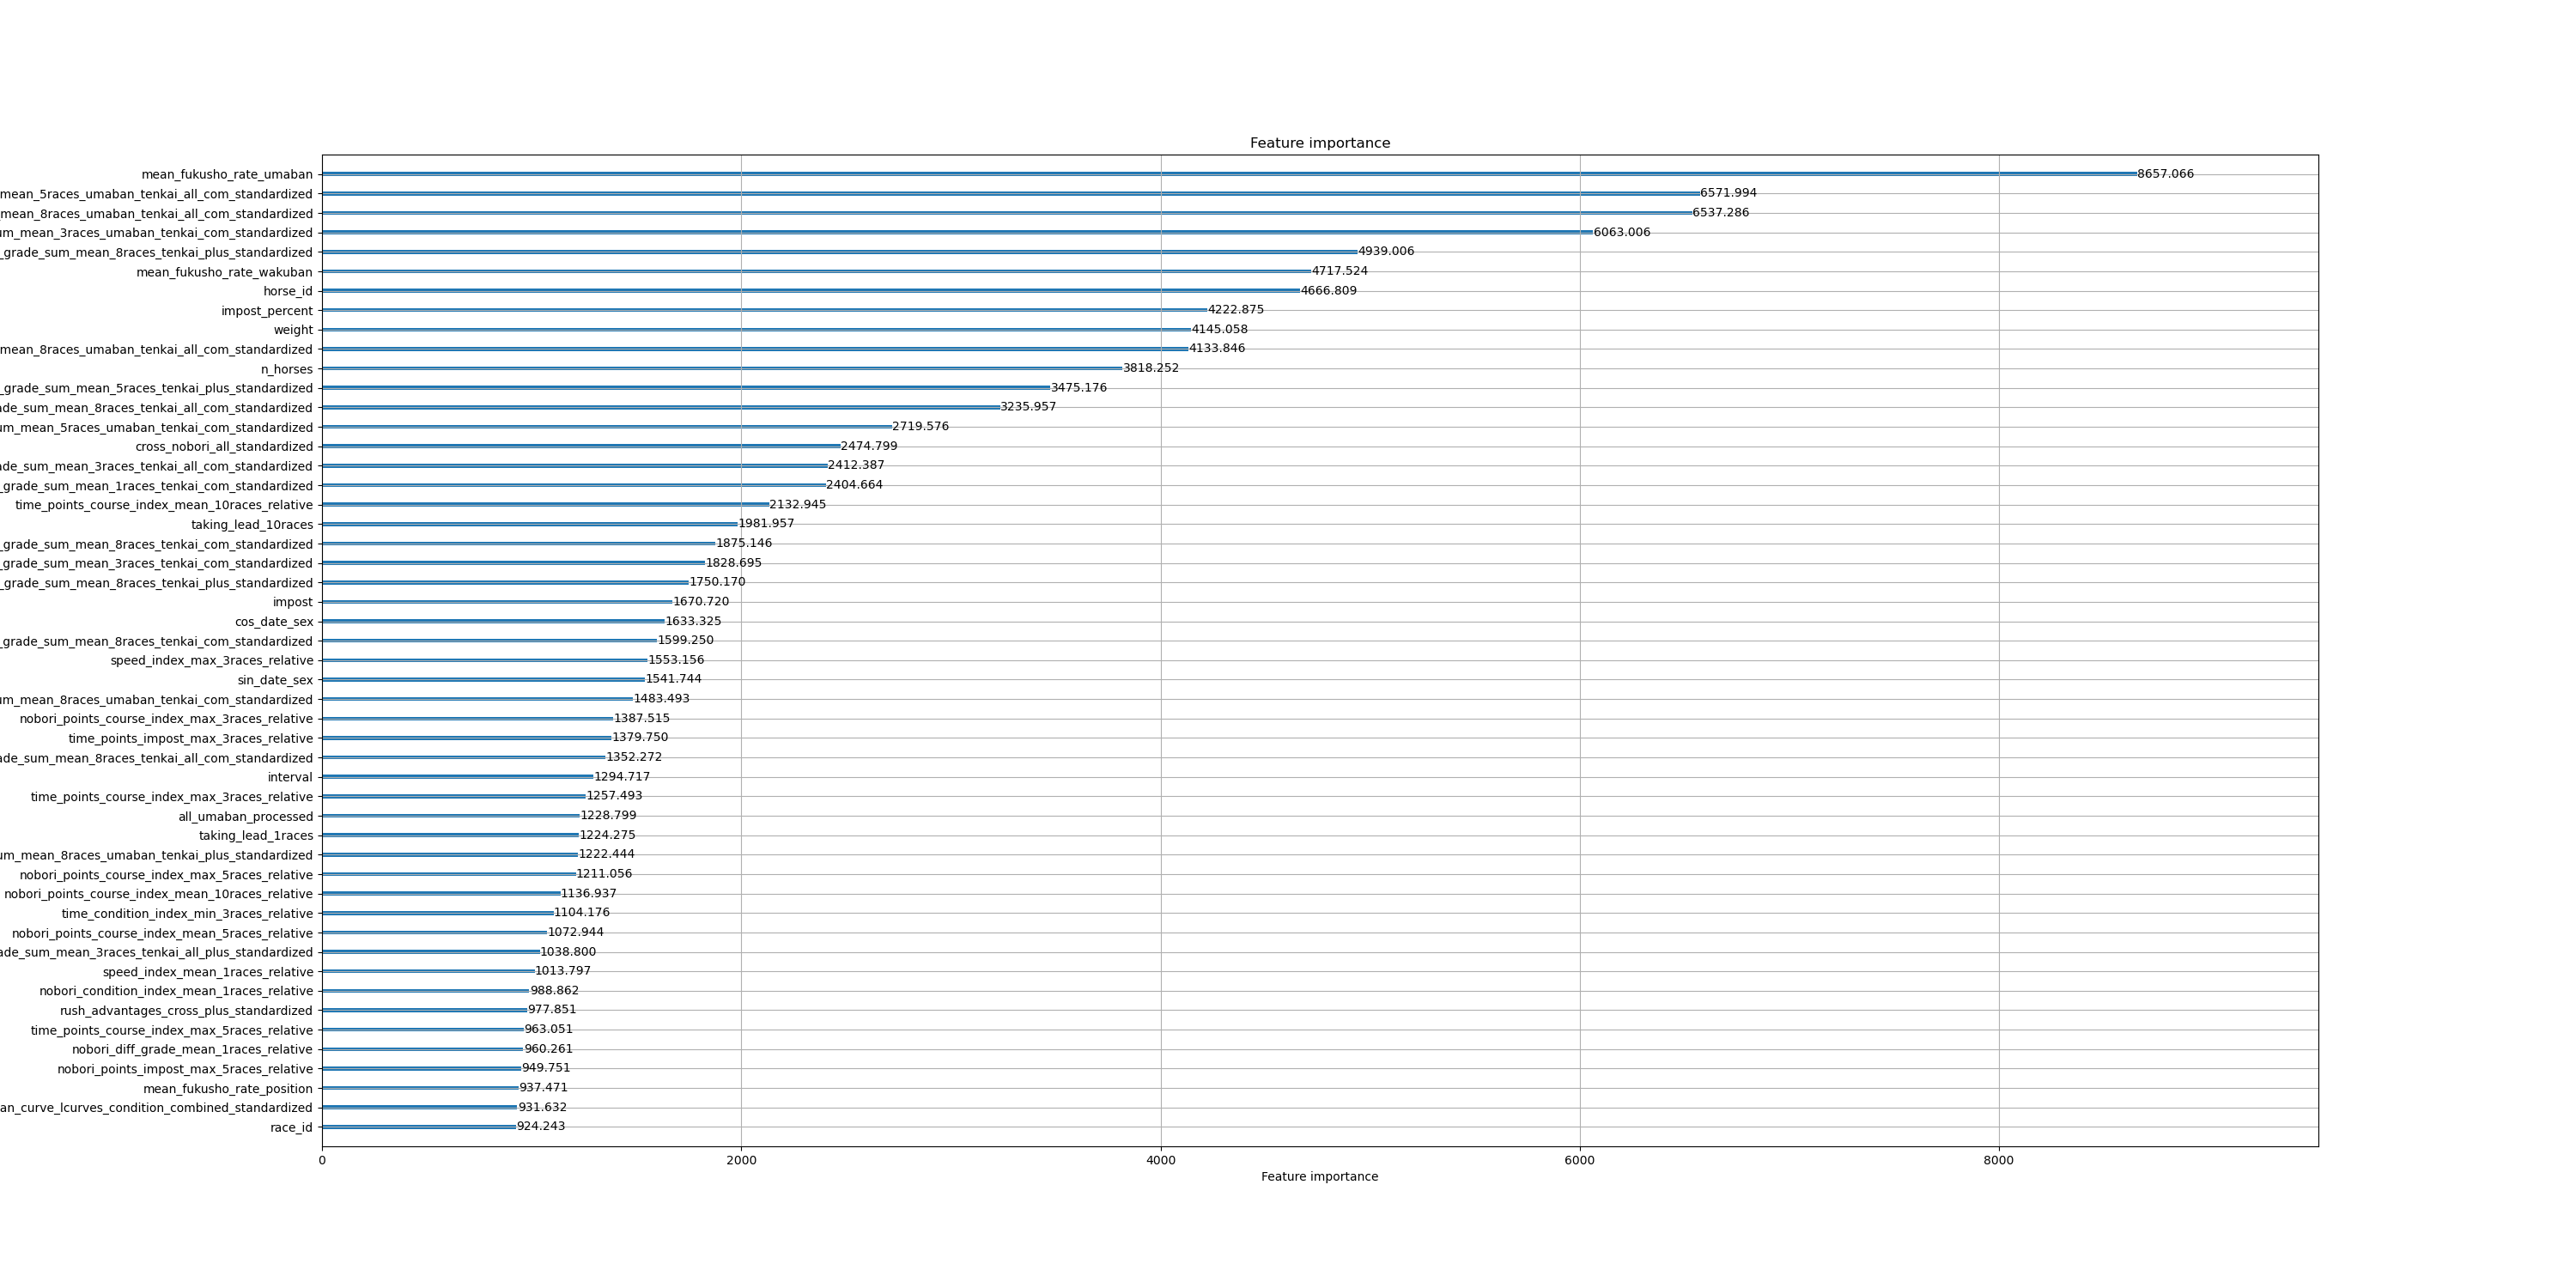 Feature importance
mean_fukusho_rate_umaban 8657.066
mean_5races_umaban_tenkai_all_com_standardized 6571.994
mean_8races_umaban_tenkai_all_com_standardized 6537.286
um_mean_3races_umaban_tenkai_com_standardized 6063.006
_grade_sum_mean_8races_tenkai_plus_standardized 4939.006
mean_fukusho_rate_wakuban 4717.524
horse_id 4666.809
impost_percent 4222.875
weight 4145.058
mean_8races_umaban_tenkai_all_com_standardized 4133.846
n_horses 3818.252
_grade_sum_mean_5races_tenkai_plus_standardized 3475.176
ade_sum_mean_8races_tenkai_all_com_standardized 3235.957
um_mean_5races_umaban_tenkai_com_standardized 2719.576
cross_nobori_all_standardized 2474.799
ade_sum_mean_3races_tenkai_all_com_standardized 2412.387
_grade_sum_mean_1races_tenkai_com_standardized 2404.664
time_points_course_index_mean_10races_relative 2132.945
taking_lead_10races 1981.957
_grade_sum_mean_8races_tenkai_com_standardized 1875.146
_grade_sum_mean_3races_tenkai_com_standardized 1828.695
_grade_sum_mean_8races_tenkai_plus_standardized 1750.170
impost 1670.720
cos_date_sex 1633.325
_grade_sum_mean_8races_tenkai_com_standardized 1599.250
speed_index_max_3races_relative 1553.156
sin_date_sex 1541.744
um_mean_8races_umaban_tenkai_com_standardized 1483.493
nobori_points_course_index_max_3races_relative 1387.515
time_points_impost_max_3races_relative 1379.750
ade_sum_mean_8races_tenkai_all_com_standardized 1352.272
interval 1294.717
time_points_course_index_max_3races_relative 1257.493
all_umaban_processed 1228.799
taking_lead_1races 1224.275
um_mean_8races_umaban_tenkai_plus_standardized 1222.444
nobori_points_course_index_max_5races_relative 1211.056
nobori_points_course_index_mean_10races_relative 1136.937
time_condition_index_min_3races_relative 1104.176
nobori_points_course_index_mean_5races_relative 1072.944
ade_sum_mean_3races_tenkai_all_plus_standardized 1038.800
speed_index_mean_1races_relative 1013.797
nobori_condition_index_mean_1races_relative 988.862
rush_advantages_cross_plus_standardized 977.851
time_points_course_index_max_5races_relative 963.051
nobori_diff_grade_mean_1races_relative 960.261
nobori_points_impost_max_5races_relative 949.751
mean_fukusho_rate_position 937.471
an_curve_lcurves_condition_combined_standardized 931.632
race_id 924.243
0 2000 4000 6000 8000
Feature importance